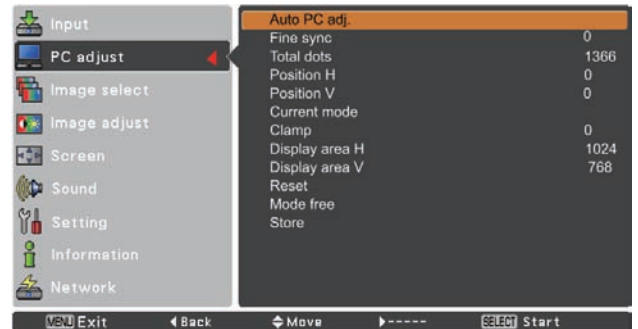 Input
PC adjust
Image select
Image adjust
Screen
Sound
Setting
Information
Network
Auto PC adj.
Fine sync 0
Total dots 1366
Position H 0
Position V 0
Current mode
Clamp 0
Display area H 1024
Display area V 768
Reset
Mode free
Store
MENU Exit Back Move ----- SELECT Start